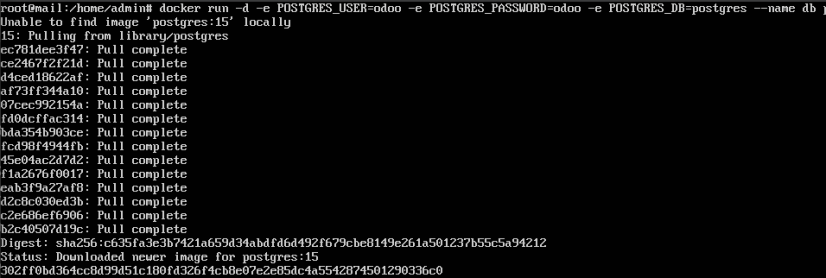 root@mail:/home/admin# docker run -d -e POSTGRES_USER=odoo -e POSTGRES_PASSWORD=odoo -e POSTGRES_DB=postgres --name db p
Unable to find image 'postgres:15' locally
15: Pulling from library/postgres
ec781dee3f47: Pull complete
ce2467f2f21d: Pull complete
d4ced18622af: Pull complete
af73ff344a10: Pull complete
07cec992154a: Pull complete
fd0dcffac314: Pull complete
bda354b903ce: Pull complete
fcd98f4944fb: Pull complete
45e04ac2d7d2: Pull complete
f1a2676f0017: Pull complete
eab3f9a27af8: Pull complete
d2c8c030ed3b: Pull complete
c2e686ef6906: Pull complete
b2c40507d19c: Pull complete
Digest: sha256:c635fa3e3b7421a659d34abdfd6d492f679cbe8149e261a501237b55c5a94212
Status: Downloaded newer image for postgres:15
302ff0bd364cc8d99d51c180fd326f4cb8e07e2e85dc4a5542874501290336c0